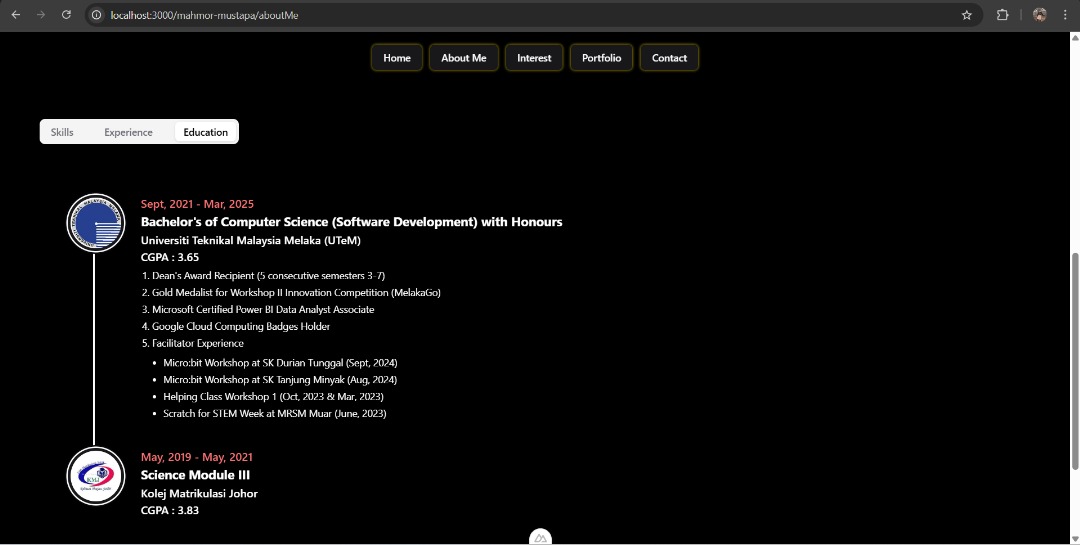 localhost:3000/mahmor-mustapa/aboutMe
Home About Me Interest Portfolio Contact
Skills Experience Education
Sept, 2021 - Mar, 2025
Bachelor's of Computer Science (Software Development) with Honours
Universiti Teknikal Malaysia Melaka (UTeM)
CGPA : 3.65
1. Dean's Award Recipient (5 consecutive semesters 3-7)
2. Gold Medalist for Workshop II Innovation Competition (MelakaGo)
3. Microsoft Certified Power BI Data Analyst Associate
4. Google Cloud Computing Badges Holder
5. Facilitator Experience
• Micro:bit Workshop at SK Durian Tunggal (Sept, 2024)
• Micro:bit Workshop at SK Tanjung Minyak (Aug, 2024)
• Helping Class Workshop 1 (Oct, 2023 & Mar, 2023)
• Scratch for STEM Week at MRSM Muar (June, 2023)
May, 2019 - May, 2021
KMJ
Science Module III
Kolej Matrikulasi Johor
CGPA : 3.83